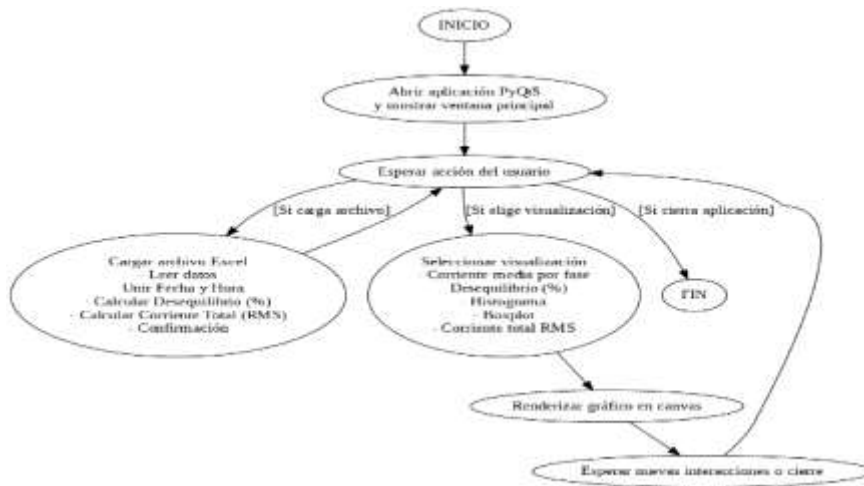 INICIO
Abrir aplicación PyQt5
y mostrar ventana principal
Esperar acción del usuario
[Si carga archivo]
[Si elige visualización]
[Si cierra aplicación]
Cargar archivo Excel
- Leer datos
- Unir Fecha y Hora
- Calcular Desequilibrio (%)
- Calcular Corriente Total (RMS)
- Confirmación
Seleccionar visualización
- Corriente media por fase
- Desequilibrio (%)
- Histograma
- Boxplot
- Corriente total RMS
FIN
Renderizar gráfico en canvas
Esperar nuevas interacciones o cierre